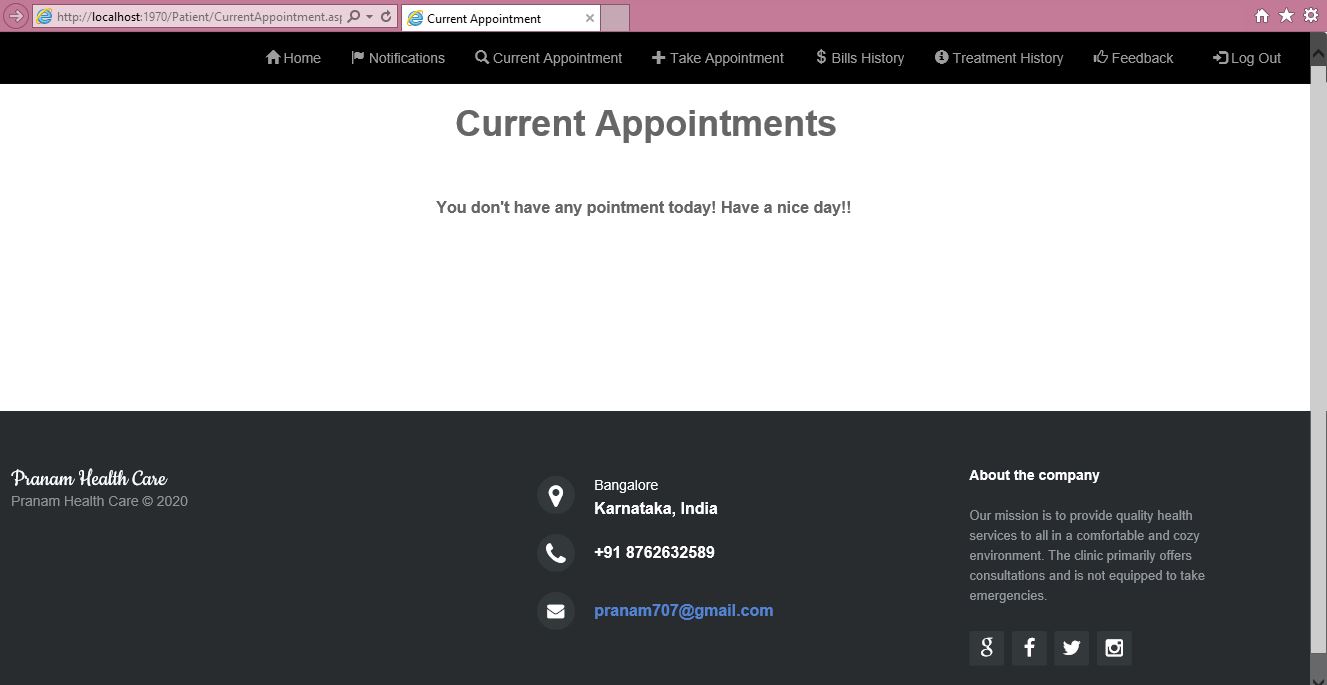 http://localhost:1970/Patient/CurrentAppointment.asp
Current Appointment
Home Notifications Current Appointment Take Appointment $ Bills History Treatment History Feedback Log Out
Current Appointments
You don't have any pointment today! Have a nice day!!
Pranam Health Care
Pranam Health Care © 2020
Bangalore
Karnataka, India
+91 8762632589
pranam707@gmail.com
About the company
Our mission is to provide quality health
services to all in a comfortable and cozy
environment. The clinic primarily offers
consultations and is not equipped to take
emergencies.